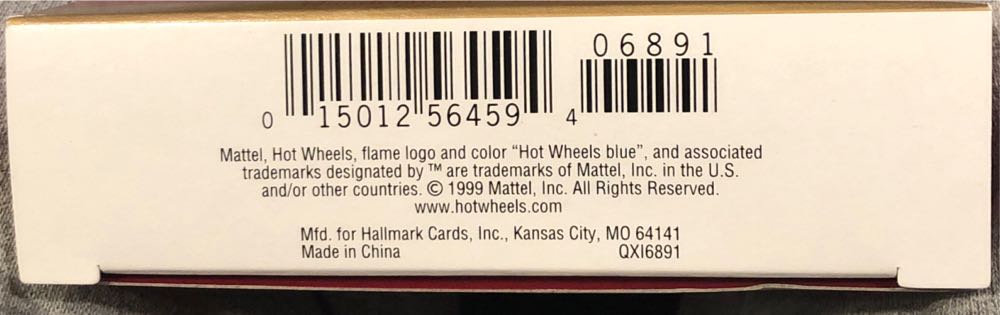 06891
0 15012 56459 4
Mattel, Hot Wheels, flame logo and color “Hot Wheels blue”, and associated
trademarks designated by ™ are trademarks of Mattel, Inc. in the U.S.
and/or other countries. © 1999 Mattel, Inc. All Rights Reserved.
www.hotwheels.com
Mfd. for Hallmark Cards, Inc., Kansas City, MO 64141
Made in China QXI6891